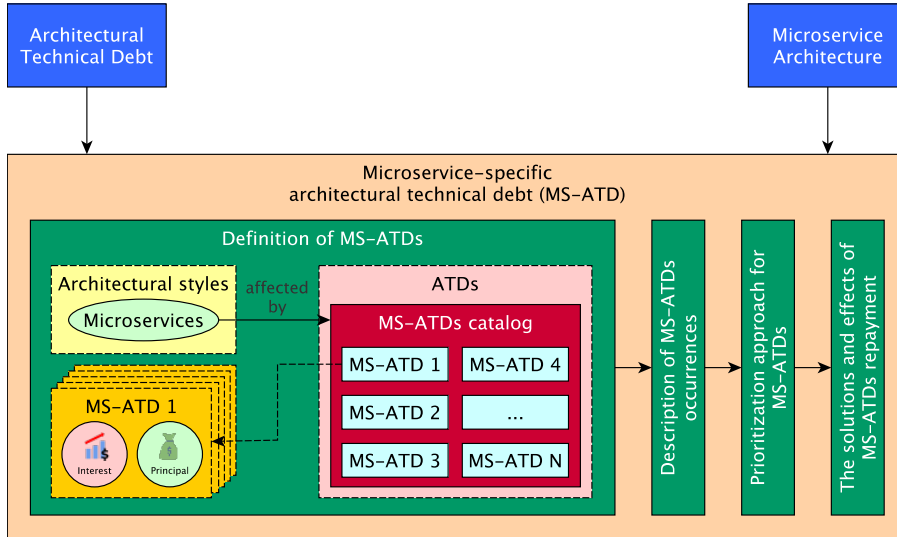 Architectural
Technical Debt
Microservice
Architecture
Microservice-specific
architectural technical debt (MS-ATD)
Definition of MS-ATDs
Architectural styles
Microservices
affected
by
ATDs
MS-ATDs catalog
MS-ATD 1
MS-ATD 4
MS-ATD 2
...
MS-ATD 3
MS-ATD N
MS-ATD 1
Interest
Principal
Description of MS-ATDs
occurrences
Prioritization approach for
MS-ATDs
The solutions and effects of
MS-ATDs repayment